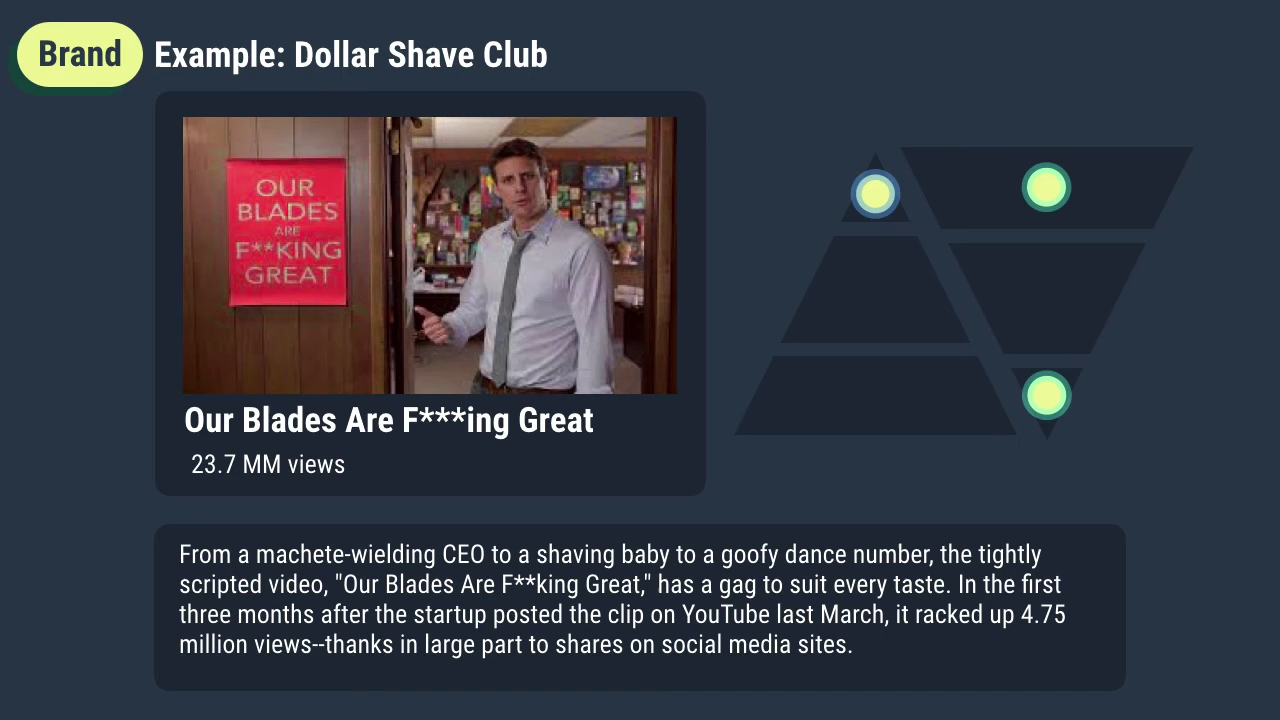 Brand
Example: Dollar Shave Club
OUR
BLADES
ARE
F**KING
GREAT
Our Blades Are F***ing Great
23.7 MM views
From a machete-wielding CEO to a shaving baby to a goofy dance number, the tightly
scripted video, "Our Blades Are F**king Great," has a gag to suit every taste. In the first
three months after the startup posted the clip on YouTube last March, it racked up 4.75
million views--thanks in large part to shares on social media sites.